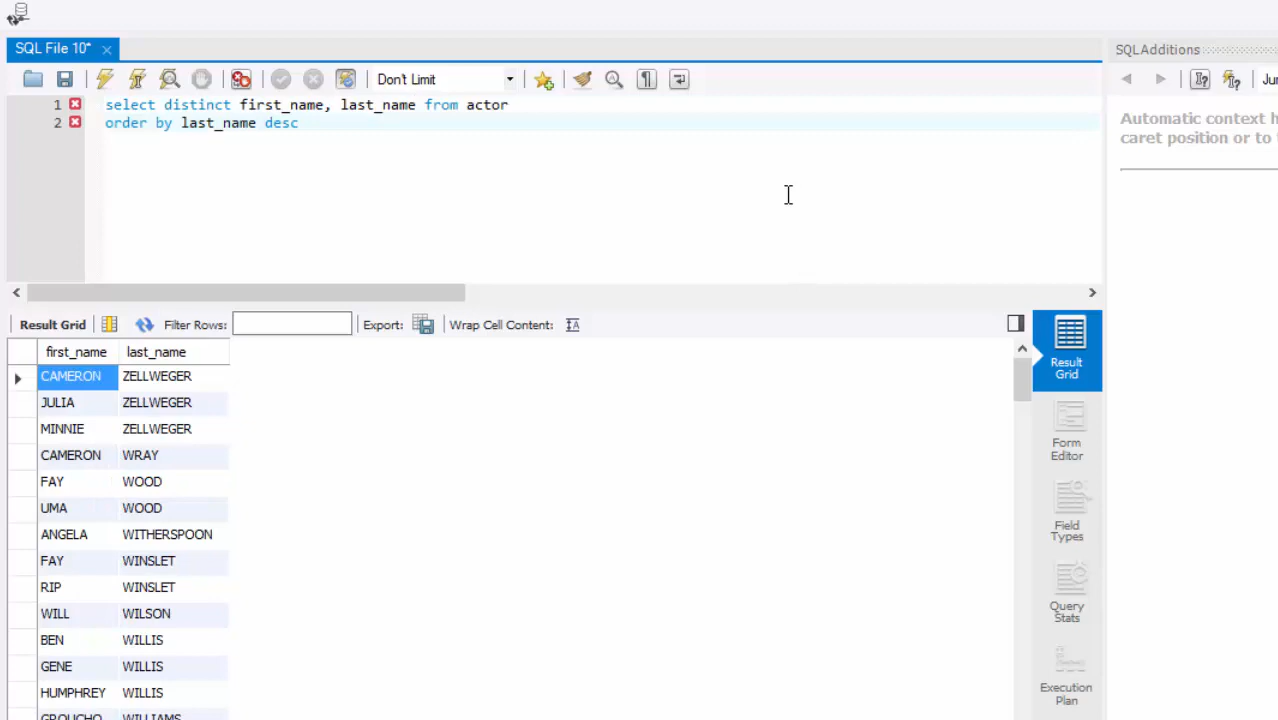 SQL File 10*
SQLAdditions
Don't Limit
Jur
1 select distinct first_name, last_name from actor
2 order by last_name desc
Automatic context h
caret position or to
Result Grid
Filter Rows:
Export:
Wrap Cell Content:
first_name last_name
CAMERON ZELLWEGER
JULIA ZELLWEGER
MINNIE ZELLWEGER
CAMERON WRAY
FAY WOOD
UMA WOOD
ANGELA WITHERSPOON
FAY WINSLET
RIP WINSLET
WILL WILSON
BEN WILLIS
GENE WILLIS
HUMPHREY WILLIS
GROUCHO WILLIAMS
Result
Grid
Form
Editor
Field
Types
Query
Stats
Execution
Plan